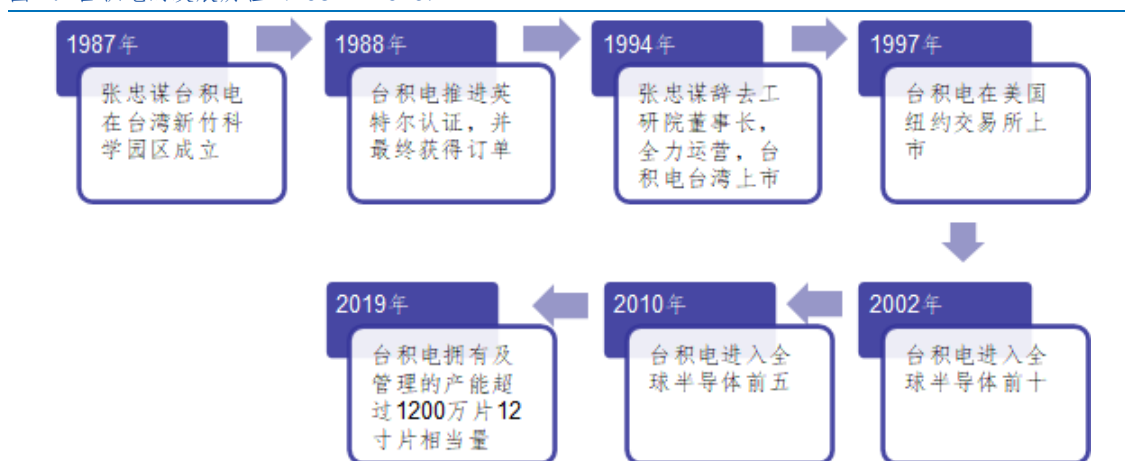 1987年
张忠谋台积电
在台湾新竹科
学园区成立
1988年
台积电推进英
特尔认证，并
最终获得订单
1994年
张忠谋辞去工
研院董事长，
全力运营，台
积电台湾上市
1997年
台积电在美国
纽约交易所上
市
2002年
台积电进入全
球半导体前十
2010年
台积电进入全
球半导体前五
2019年
台积电拥有及
管理的产能超
过1200万片12
寸片相当量